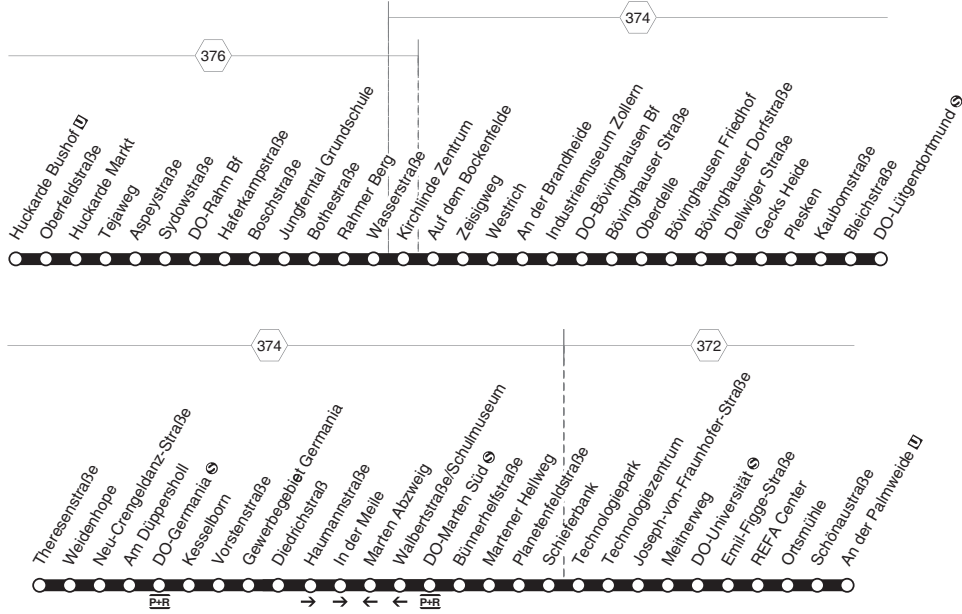 374
376
Huckarde Bushof U
Oberfeldstraße
Huckarde Markt
Tejaweg
Aspeystraße
Sydowstraße
DO-Rahm Bf
Haferkampstraße
Boschstraße
Jungferntal Grundschule
Bothestraße
Rahmer Berg
Wasserstraße
Kirchlinde Zentrum
Auf dem Bockenfelde
Zeisigweg
Westrich
An der Brandheide
Industriemuseum Zollern
DO-Bövinghausen Bf
Bövinghauser Straße
Oberdelle
Bövinghausen Friedhof
Bövinghauser Dorfstraße
Dellwiger Straße
Gecks Heide
Plesken
Kaubomstraße
Bleichstraße
DO-Lütgendortmund S
374
372
Theresenstraße
Weidenhope
Neu-Crengeldanz-Straße
Am Düppersholl
DO-Germania S
Kesselborn
Vorstenstraße
Gewerbegebiet Germania
Diedrichstraß
Haumannstraße
In der Meile
Marten Abzweig
Walbertstraße/Schulmuseum
DO-Marten Süd S
Bünnerhelfstraße
Martener Hellweg
Planetenfeldstraße
Schieferbank
Technologiepark
Technologiezentrum
Joseph-von-Fraunhofer-Straße
Meitnerweg
DO-Universität S
Emil-Figge-Straße
REFA Center
Ortsmühle
Schönaustraße
An der Palmweide U
P+R → → ← ← P+R